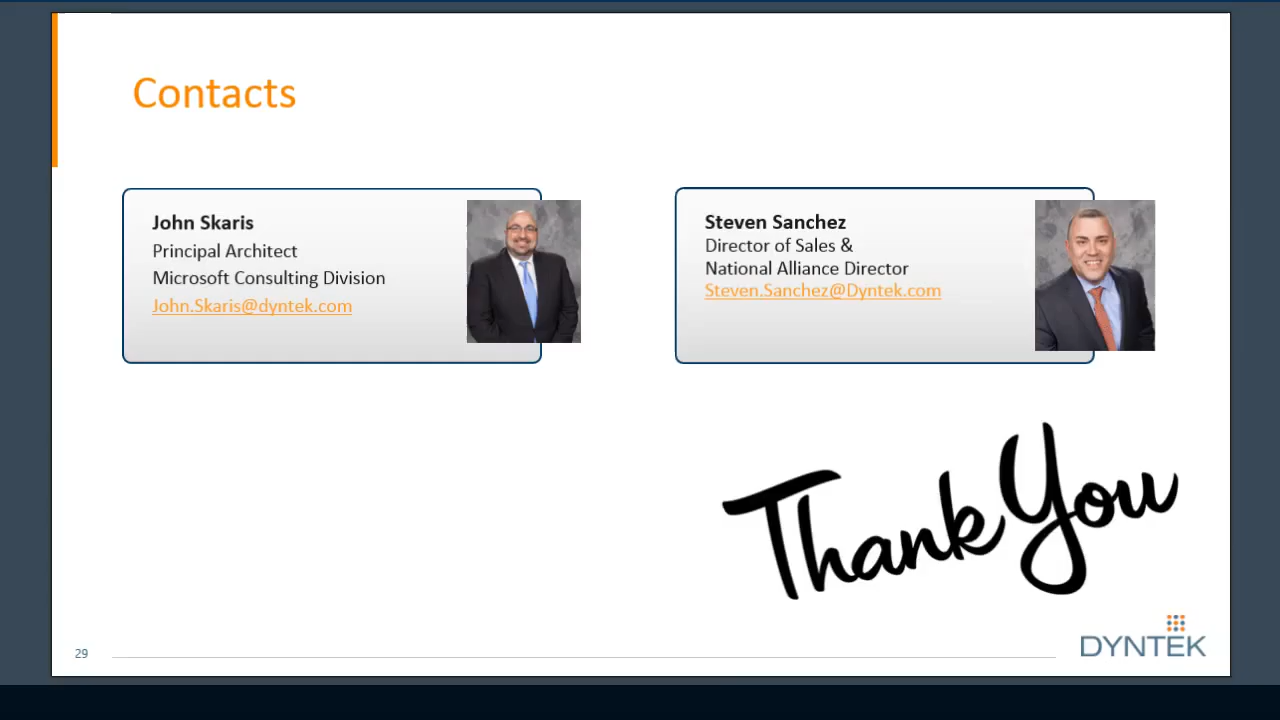 Contacts
John Skaris
Principal Architect
Microsoft Consulting Division
John.Skaris@dyntek.com
Steven Sanchez
Director of Sales &
National Alliance Director
Steven.Sanchez@Dyntek.com
Thank You
29
DYNTEK